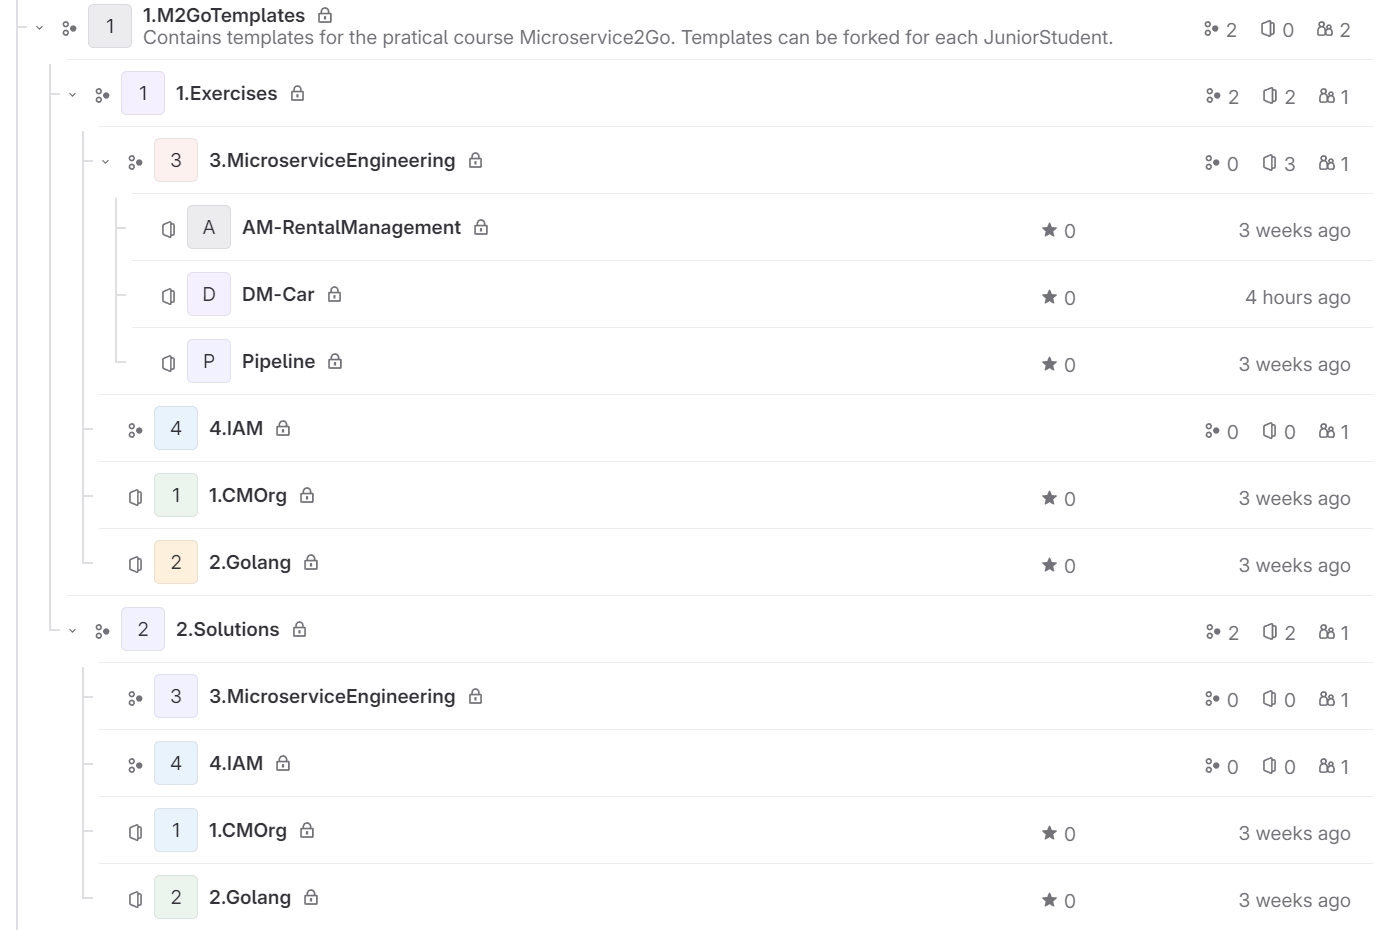 1 1.M2GoTemplates 2 0 2
Contains templates for the pratical course Microservice2Go. Templates can be forked for each JuniorStudent.
1 1.Exercises 2 2 1
3 3.MicroserviceEngineering 0 3 1
A AM-RentalManagement 0 3 weeks ago
D DM-Car 0 4 hours ago
P Pipeline 0 3 weeks ago
4 4.IAM 0 0 1
1 1.CMOrg 0 3 weeks ago
2 2.Golang 0 3 weeks ago
2 2.Solutions 2 2 1
3 3.MicroserviceEngineering 0 0 1
4 4.IAM 0 0 1
1 1.CMOrg 0 3 weeks ago
2 2.Golang 0 3 weeks ago